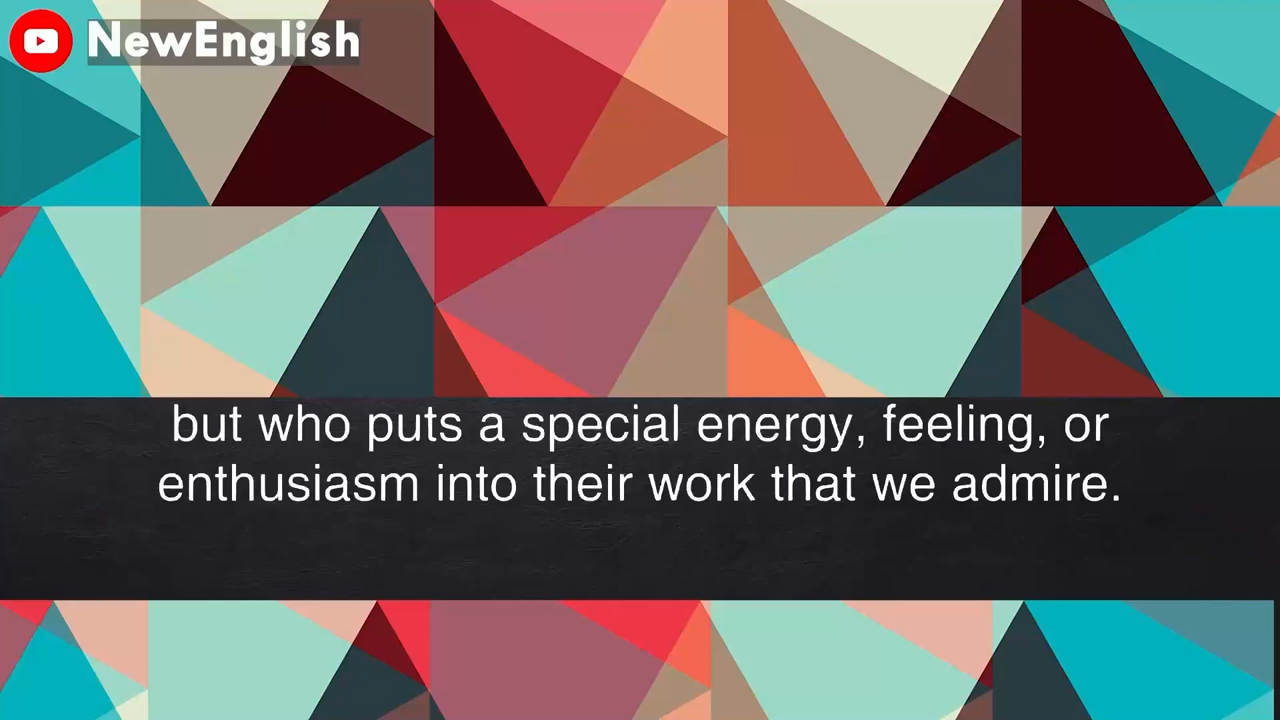 NewEnglish
but who puts a special energy, feeling, or
enthusiasm into their work that we admire.